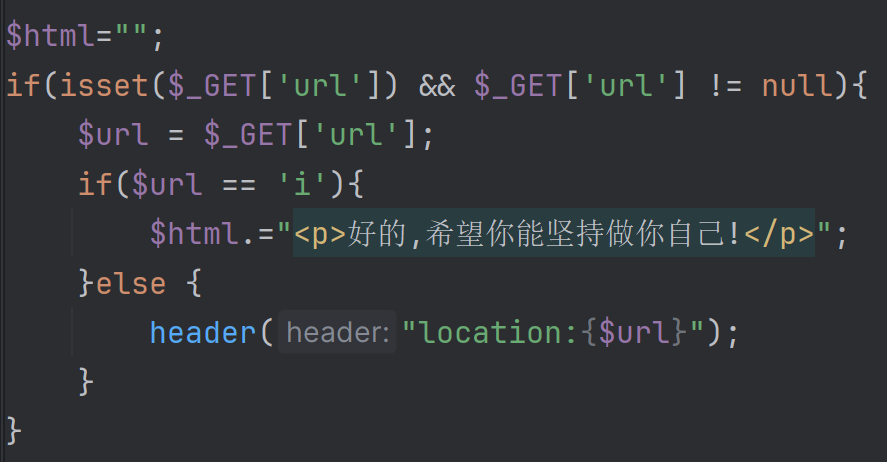 $html="";
if(isset($_GET['url']) && $_GET['url'] != null){
    $url = $_GET['url'];
    if($url == 'i'){
        $html.="<p>好的,希望你能坚持做你自己!</p>";
    }else {
        header( header: "location:{$url}");
    }
}